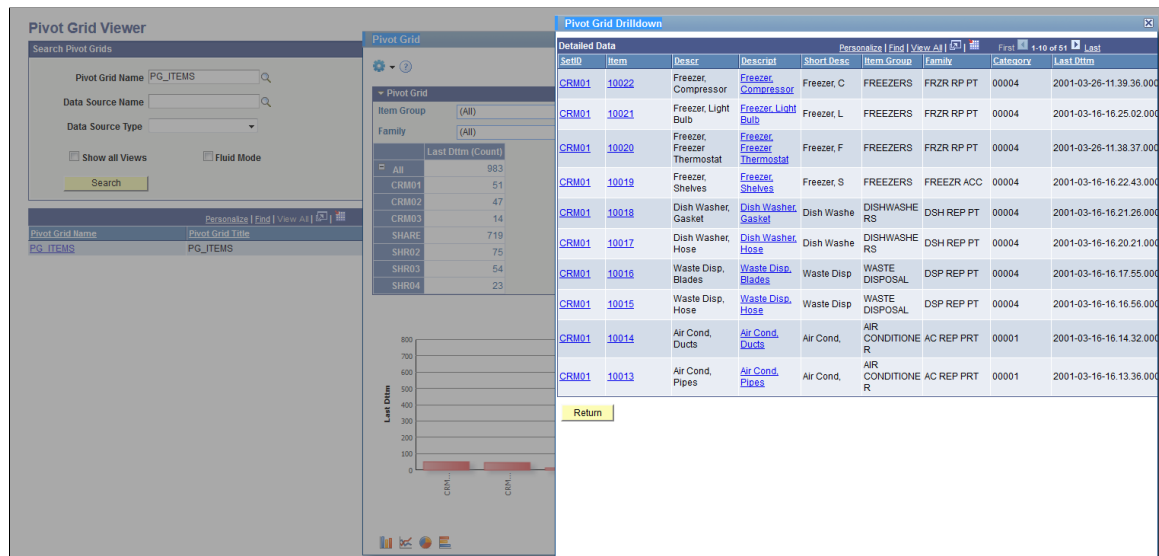 Pivot Grid Viewer
Search Pivot Grids
Pivot Grid Name PG_ITEMS
Data Source Name
Data Source Type
Show all Views Fluid Mode
Search
Personalize | Find | View All |
Pivot Grid Name Pivot Grid Title
PG_ITEMS PG_ITEMS
Pivot Grid
Pivot Grid
Item Group (All)
Family (All)
Last Dttm (Count)
All 983
CRM01 51
CRM02 47
CRM03 14
SHARE 719
SHR02 75
SHR03 54
SHR04 23
Last Dttm
800
700
600
500
400
300
200
100
0
CRM...
CRM...
Pivot Grid Drilldown
Detailed Data Personalize | Find | View All | First 1-10 of 51 Last
SetID Item Descr Descript Short Desc Item Group Family Category Last Dttm
CRM01 10022 Freezer, Compressor Freezer, Compressor Freezer, C FREEZERS FRZR RP PT 00004 2001-03-26-11.39.36.000
CRM01 10021 Freezer, Light Bulb Freezer, Light Bulb Freezer, L FREEZERS FRZR RP PT 00004 2001-03-16-16.25.02.000
CRM01 10020 Freezer, Freezer Thermostat Freezer, Freezer Thermostat Freezer, F FREEZERS FRZR RP PT 00004 2001-03-26-11.38.37.000
CRM01 10019 Freezer, Shelves Freezer, Shelves Freezer, S FREEZERS FREEZR ACC 00004 2001-03-16-16.22.43.000
CRM01 10018 Dish Washer, Gasket Dish Washer, Gasket Dish Washe DISHWASHE RS DSH REP PT 00004 2001-03-16-16.21.26.000
CRM01 10017 Dish Washer, Hose Dish Washer, Hose Dish Washe DISHWASHE RS DSH REP PT 00004 2001-03-16-16.20.21.000
CRM01 10016 Waste Disp, Blades Waste Disp, Blades Waste Disp WASTE DISPOSAL DSP REP PT 00004 2001-03-16-16.17.55.000
CRM01 10015 Waste Disp, Hose Waste Disp, Hose Waste Disp WASTE DISPOSAL DSP REP PT 00004 2001-03-16-16.16.56.000
CRM01 10014 Air Cond, Ducts Air Cond, Ducts Air Cond, AIR CONDITIONE R AC REP PRT 00001 2001-03-16-16.14.32.000
CRM01 10013 Air Cond, Pipes Air Cond, Pipes Air Cond, AIR CONDITIONE R AC REP PRT 00001 2001-03-16-16.13.36.000
Return